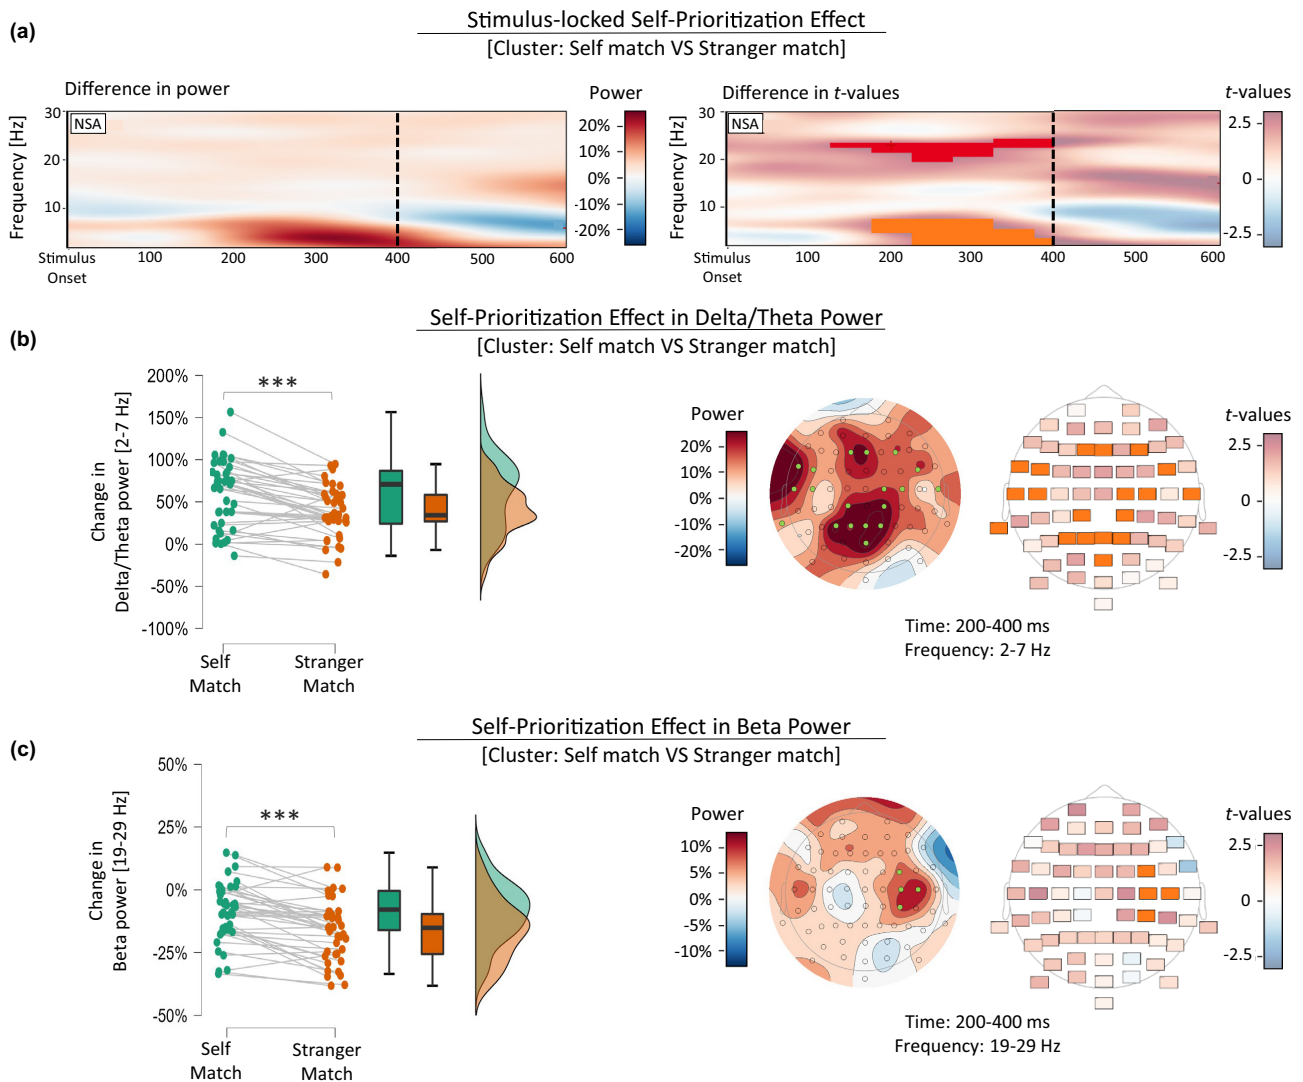 (a)
Stimulus-locked Self-Prioritization Effect
[Cluster: Self match VS Stranger match]
Difference in power
Power
Frequency [Hz]
30
20
10
NSA
20%
10%
0%
-10%
-20%
Stimulus
Onset
100
200
300
400
500
600
Difference in t-values
t-values
Frequency [Hz]
30
20
10
NSA
2.5
0
-2.5
Stimulus
Onset
100
200
300
400
500
600
(b)
Self-Prioritization Effect in Delta/Theta Power
[Cluster: Self match VS Stranger match]
Change in
Delta/Theta power [2-7 Hz]
200%
150%
100%
50%
0%
-50%
-100%
***
Self
Match
Stranger
Match
Power
20%
10%
0%
-10%
-20%
t-values
2.5
0
-2.5
Time: 200-400 ms
Frequency: 2-7 Hz
(c)
Self-Prioritization Effect in Beta Power
[Cluster: Self match VS Stranger match]
Change in
Beta power [19-29 Hz]
50%
25%
0%
-25%
-50%
***
Self
Match
Stranger
Match
Power
10%
5%
0%
-5%
-10%
t-values
2.5
0
-2.5
Time: 200-400 ms
Frequency: 19-29 Hz